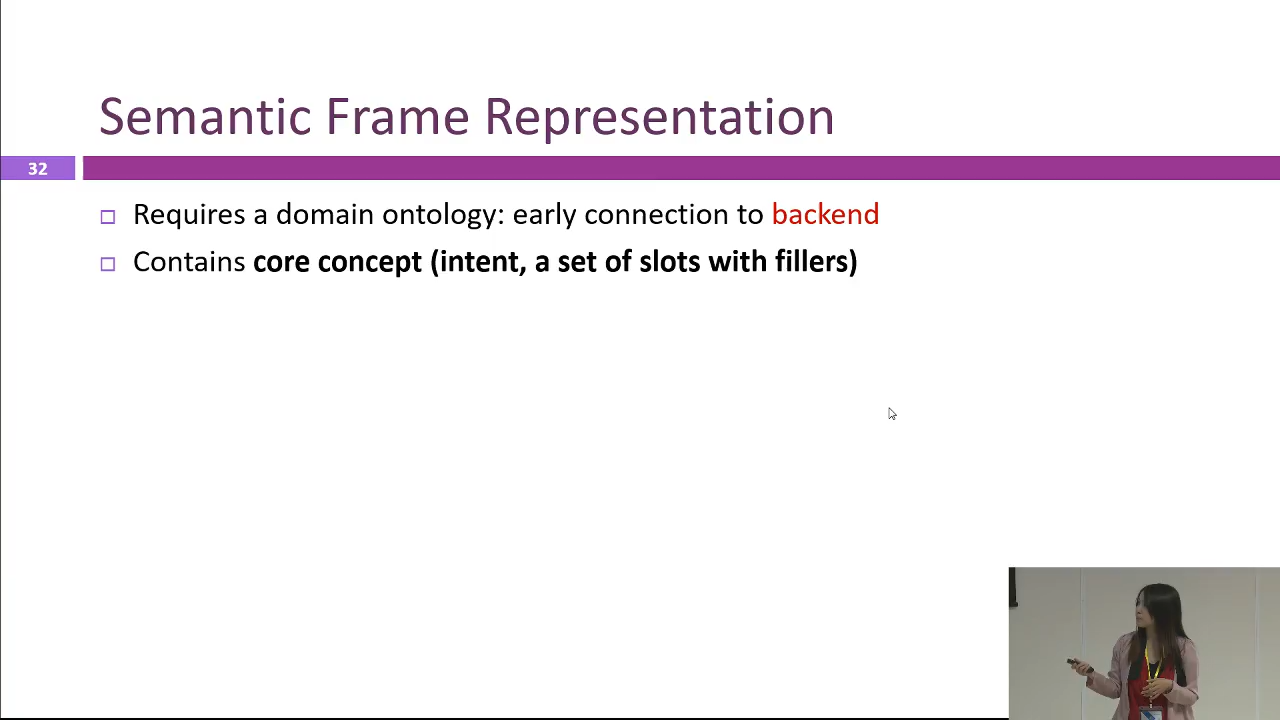 Semantic Frame Representation
32
Requires a domain ontology: early connection to backend
Contains core concept (intent, a set of slots with fillers)